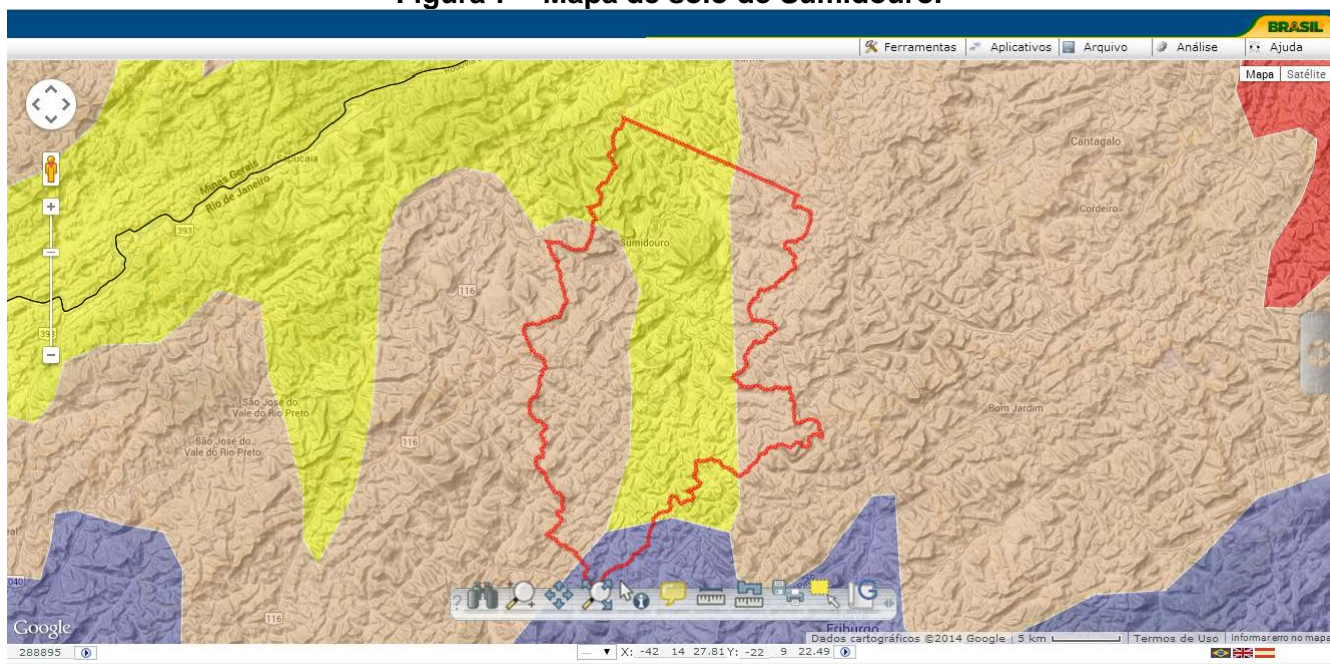 Figura 7 – Mapa de solo de Sumidouro.
BRASIL
Ferramentas Aplicativos Arquivo Análise Ajuda
Mapa Satélite
Sapucaia
Minas Gerais
Rio de Janeiro
Cantagalo
Cordeiro
393
Sumidouro
116
393
São José do
Vale do Rio Preto
Bom Jardim
São José do
Vale do Rio Preto
116
040
?
G
116
Google
Friburgo
Dados cartográficos ©2014 Google 5 km Termos de Uso Informar erro no mapa
288895 X: -42 14 27.81 Y: -22 9 22.49